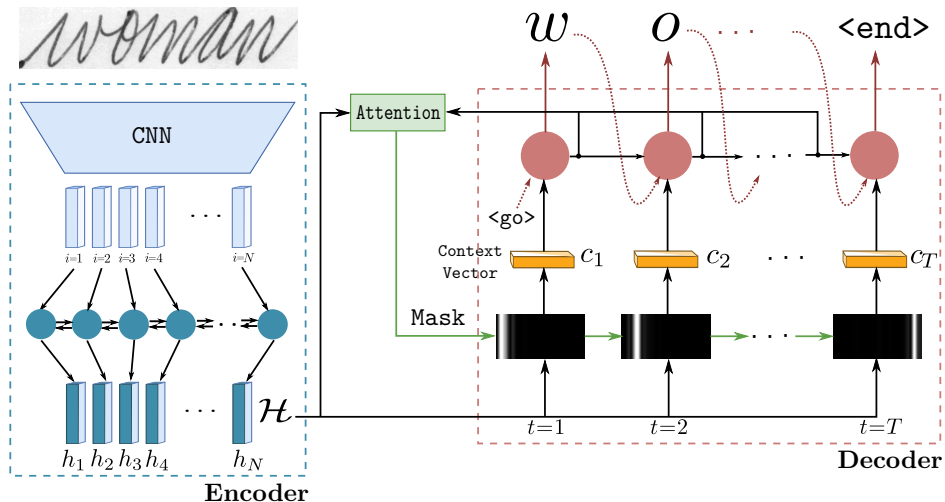 woman
w o . . . <end>
Attention
CNN
<go>
i=1 i=2 i=3 i=4 ... i=N
Context
Vector
c1 c2 . . . cT
Mask
H
t=1 t=2 t=T
h1 h2 h3 h4 hN
Decoder
Encoder